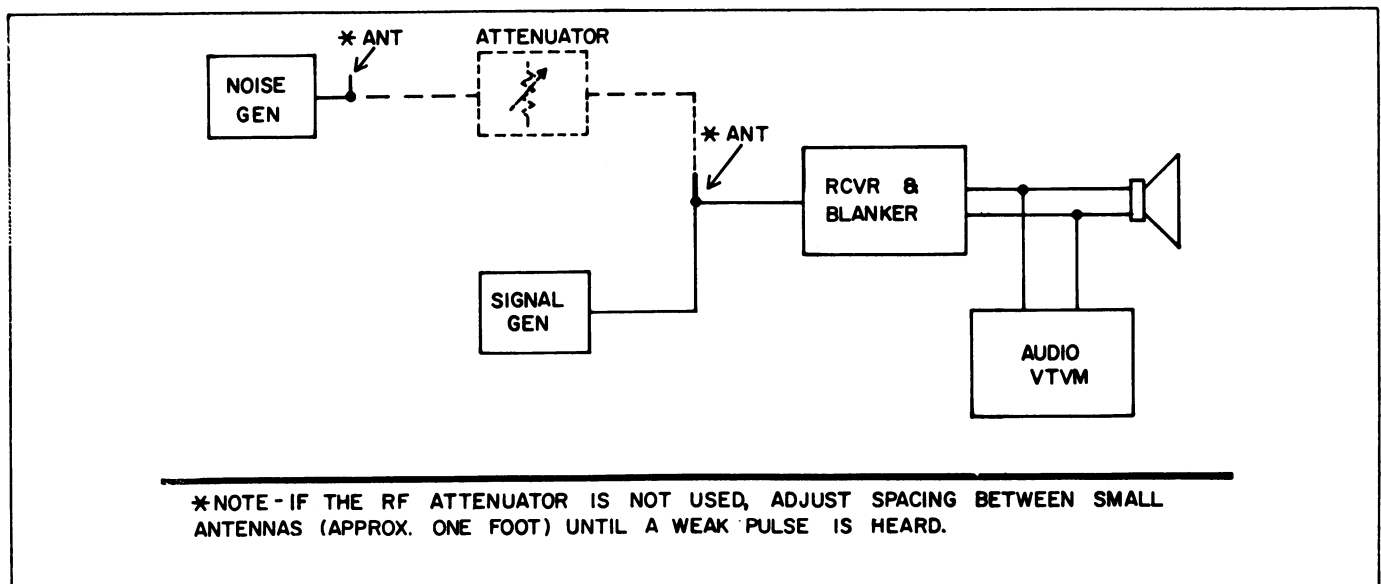 * ANT
ATTENUATOR
NOISE
GEN
* ANT
RCVR &
BLANKER
SIGNAL
GEN
AUDIO
VTVM
*NOTE - IF THE RF ATTENUATOR IS NOT USED, ADJUST SPACING BETWEEN SMALL
ANTENNAS (APPROX. ONE FOOT) UNTIL A WEAK PULSE IS HEARD.